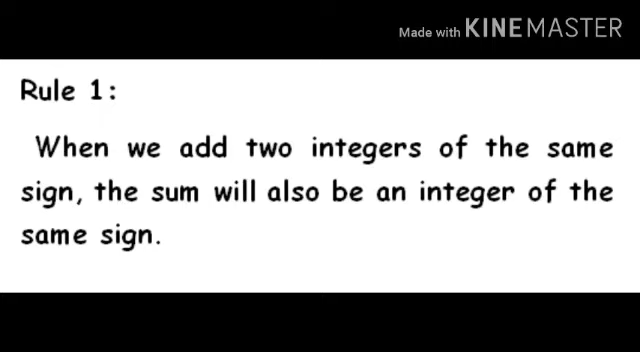 Made with KINEMASTER
Rule 1:
When we add two integers of the same
sign, the sum will also be an integer of the
same sign.